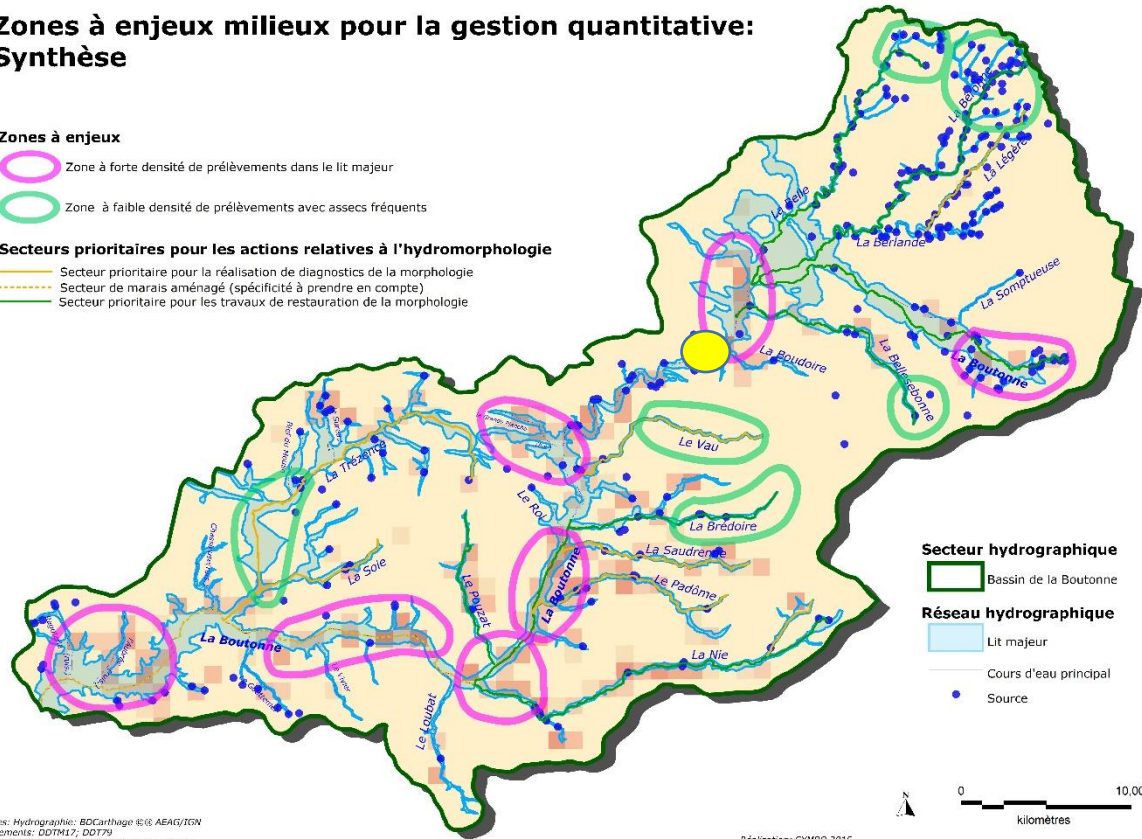 Zones à enjeux milieux pour la gestion quantitative:
Synthèse
Zones à enjeux
Zone à forte densité de prélèvements dans le lit majeur
Zone à faible densité de prélèvements avec assecs fréquents
Secteurs prioritaires pour les actions relatives à l'hydromorphologie
Secteur prioritaire pour la réalisation de diagnostics de la morphologie
Secteur de marais aménagé (spécificité à prendre en compte)
Secteur prioritaire pour les travaux de restauration de la morphologie
La Béronne
La Légère
La Belle
La Berlande
La Somptueuse
La Boutonne
La Bellesebonne
La Boudoire
Le Vau
La Trézence
La Brédoire
La Saudrenne
Le Padôme
La Boutonne
Le Pouzat
La Soie
La Boutonne
La Nie
Le Loubat
Secteur hydrographique
Bassin de la Boutonne
Réseau hydrographique
Lit majeur
Cours d'eau principal
Source
N
0
10,00
kilomètres
es: Hydrographie: BDCarthage ©® AEAG/IGN
ements: DDTM17; DDT79